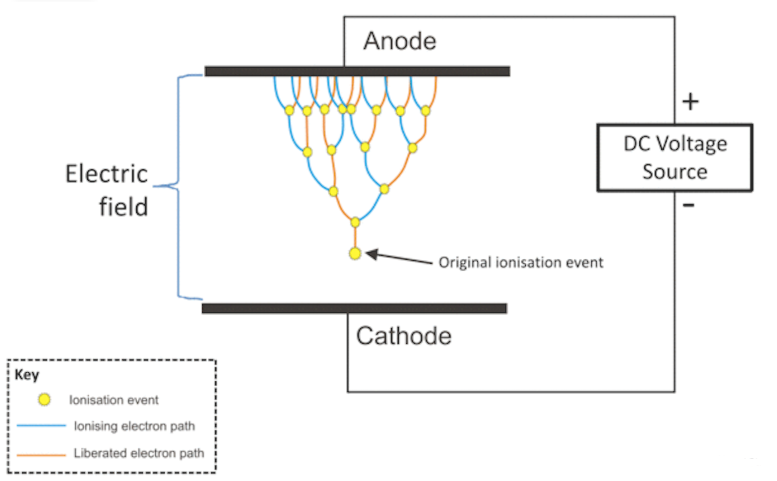 Anode
+
DC Voltage
Source
-
Electric
field
Original ionisation event
Cathode
Key
Ionisation event
Ionising electron path
Liberated electron path